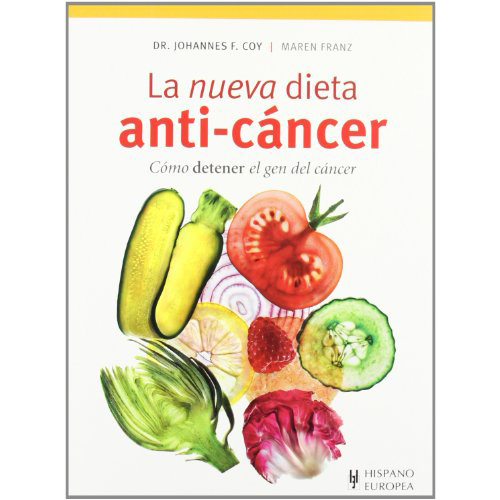 DR. JOHANNES F. COY | MAREN FRANZ
La nueva dieta
anti-cáncer
Cómo detener el gen del cáncer
HISPANO
EUROPEA